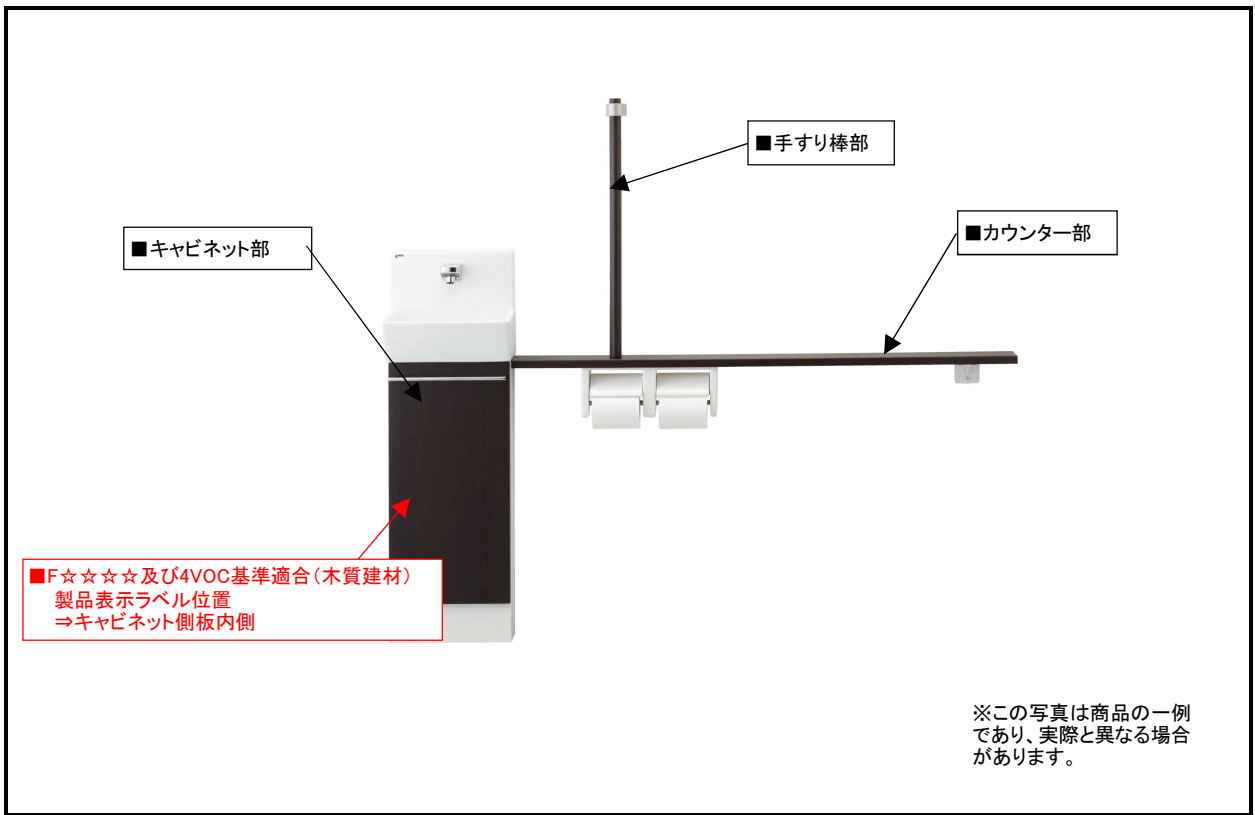 ■手すり棒部
■カウンター部
■キャビネット部
■F☆☆☆☆及び4VOC基準適合（木質建材）
製品表示ラベル位置
⇒キャビネット側板内側
※この写真は商品の一例
であり、実際と異なる場合
があります。